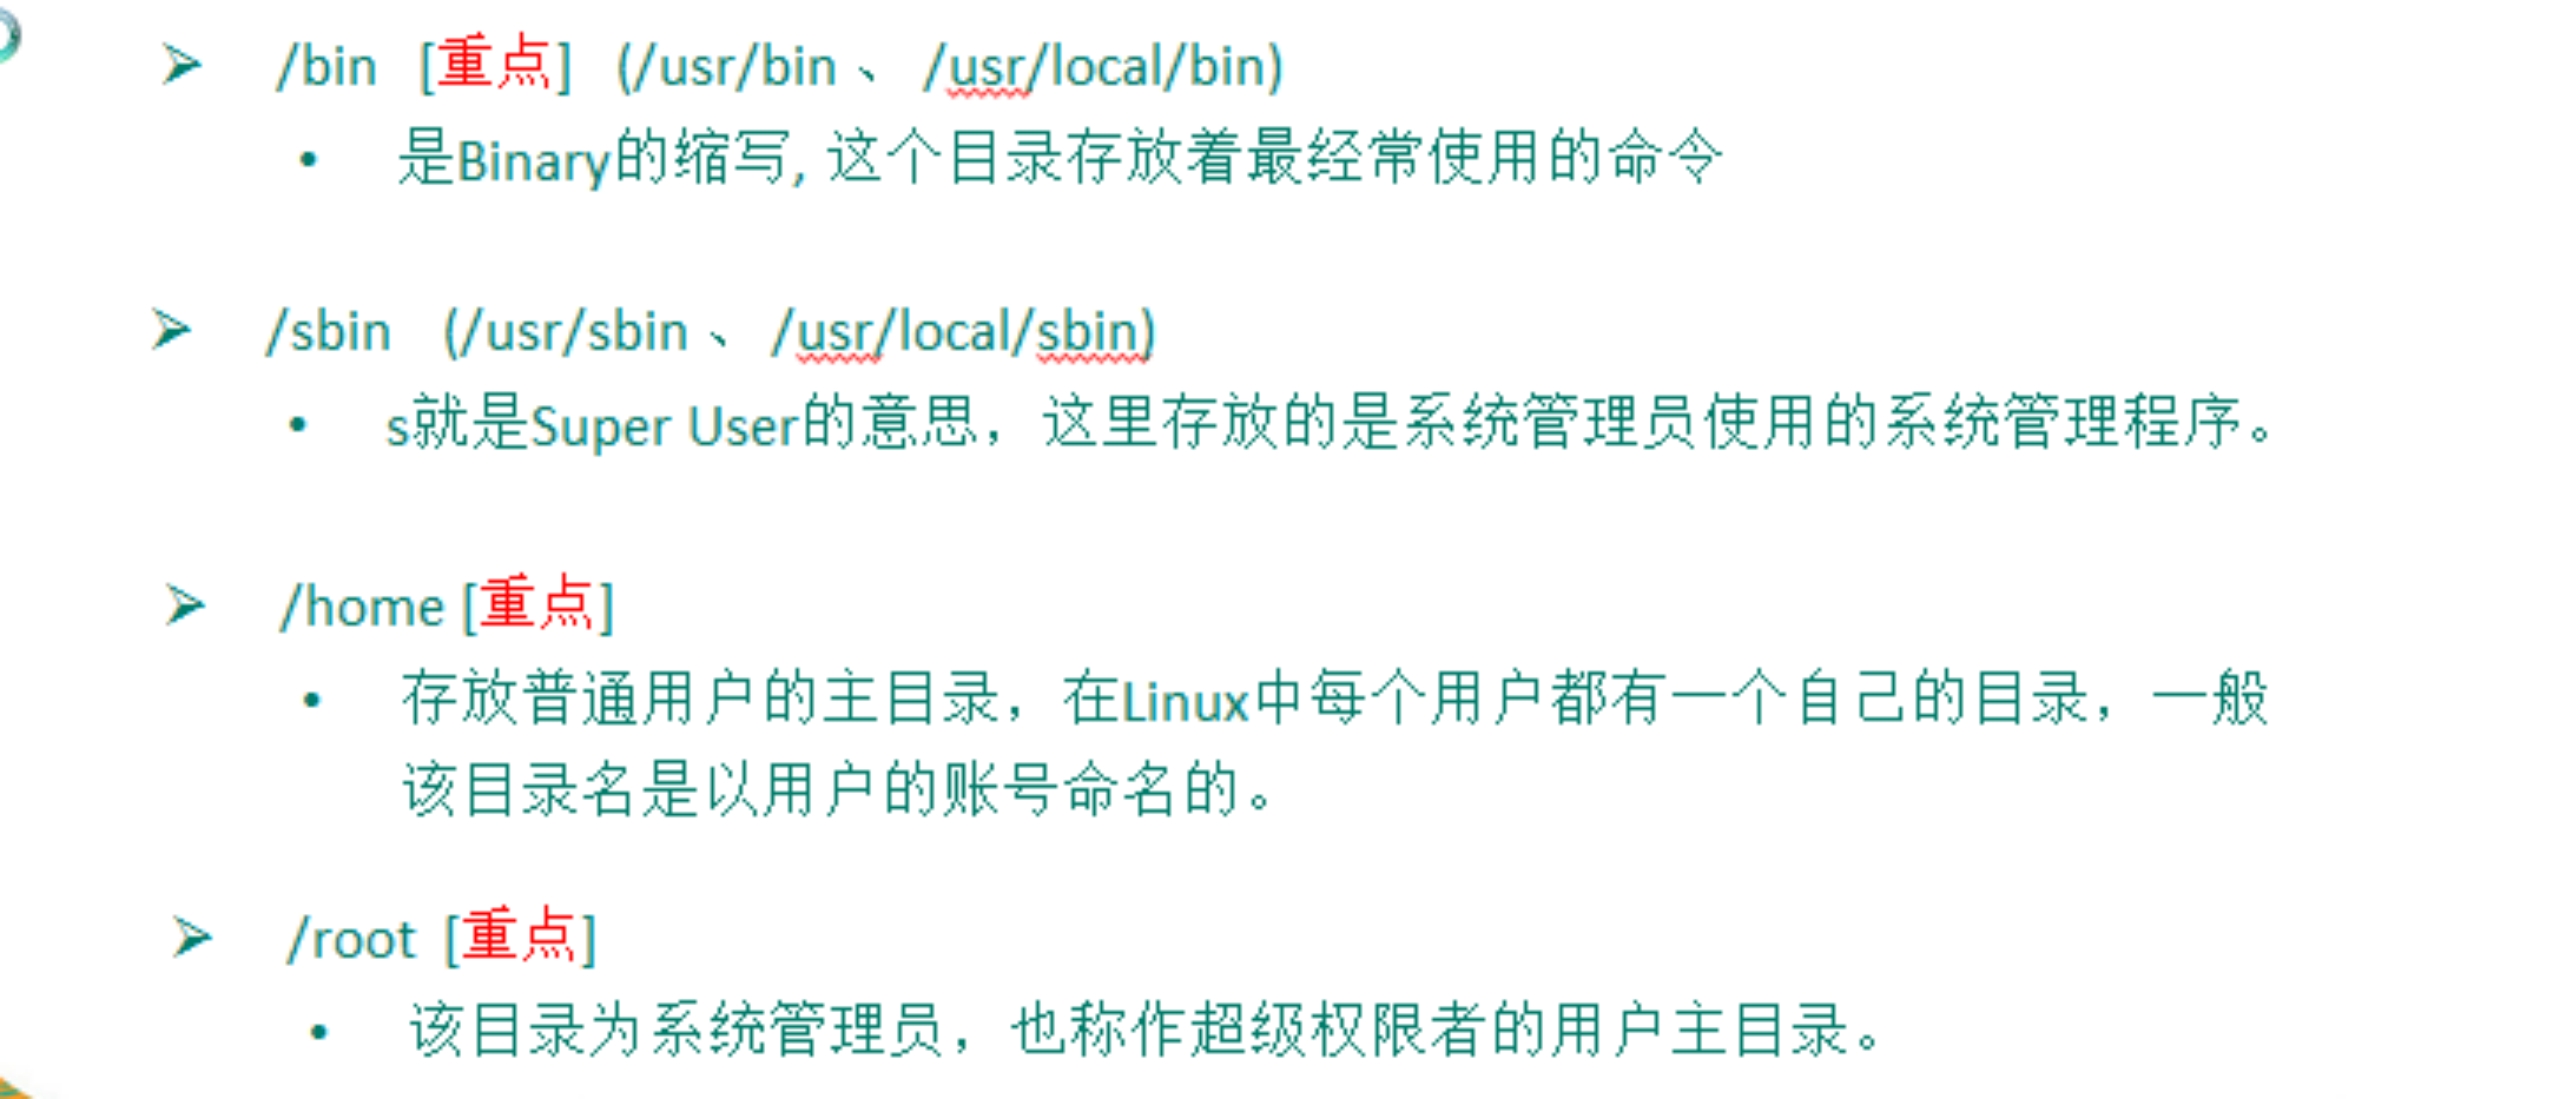 ➢ /bin [重点] (/usr/bin 、 /usr/local/bin)
• 是Binary的缩写, 这个目录存放着最经常使用的命令
➢ /sbin (/usr/sbin 、 /usr/local/sbin)
• s就是Super User的意思，这里存放的是系统管理员使用的系统管理程序。
➢ /home [重点]
• 存放普通用户的主目录，在Linux中每个用户都有一个自己的目录，一般
该目录名是以用户的账号命名的。
➢ /root [重点]
• 该目录为系统管理员，也称作超级权限者的用户主目录。